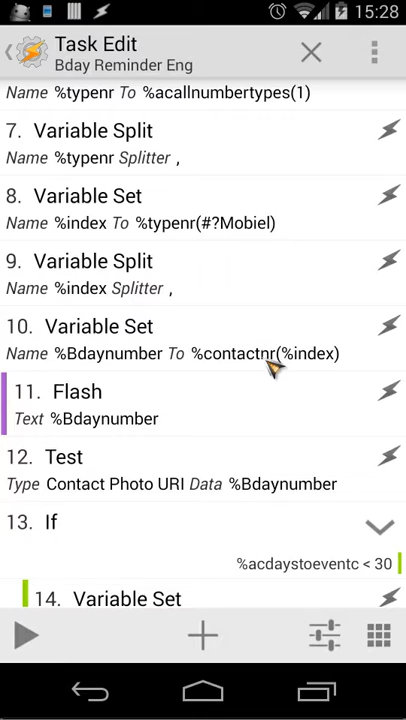 15:28
Task Edit
Bday Reminder Eng
Name %typenr To %acallnumbertypes(1)
7. Variable Split
Name %typenr Splitter ,
8. Variable Set
Name %index To %typenr(#?Mobiel)
9. Variable Split
Name %index Splitter ,
10. Variable Set
Name %Bdaynumber To %contactnr(%index)
11. Flash
Text %Bdaynumber
12. Test
Type Contact Photo URI Data %Bdaynumber
13. If
%acdaystoeventc < 30
14. Variable Set